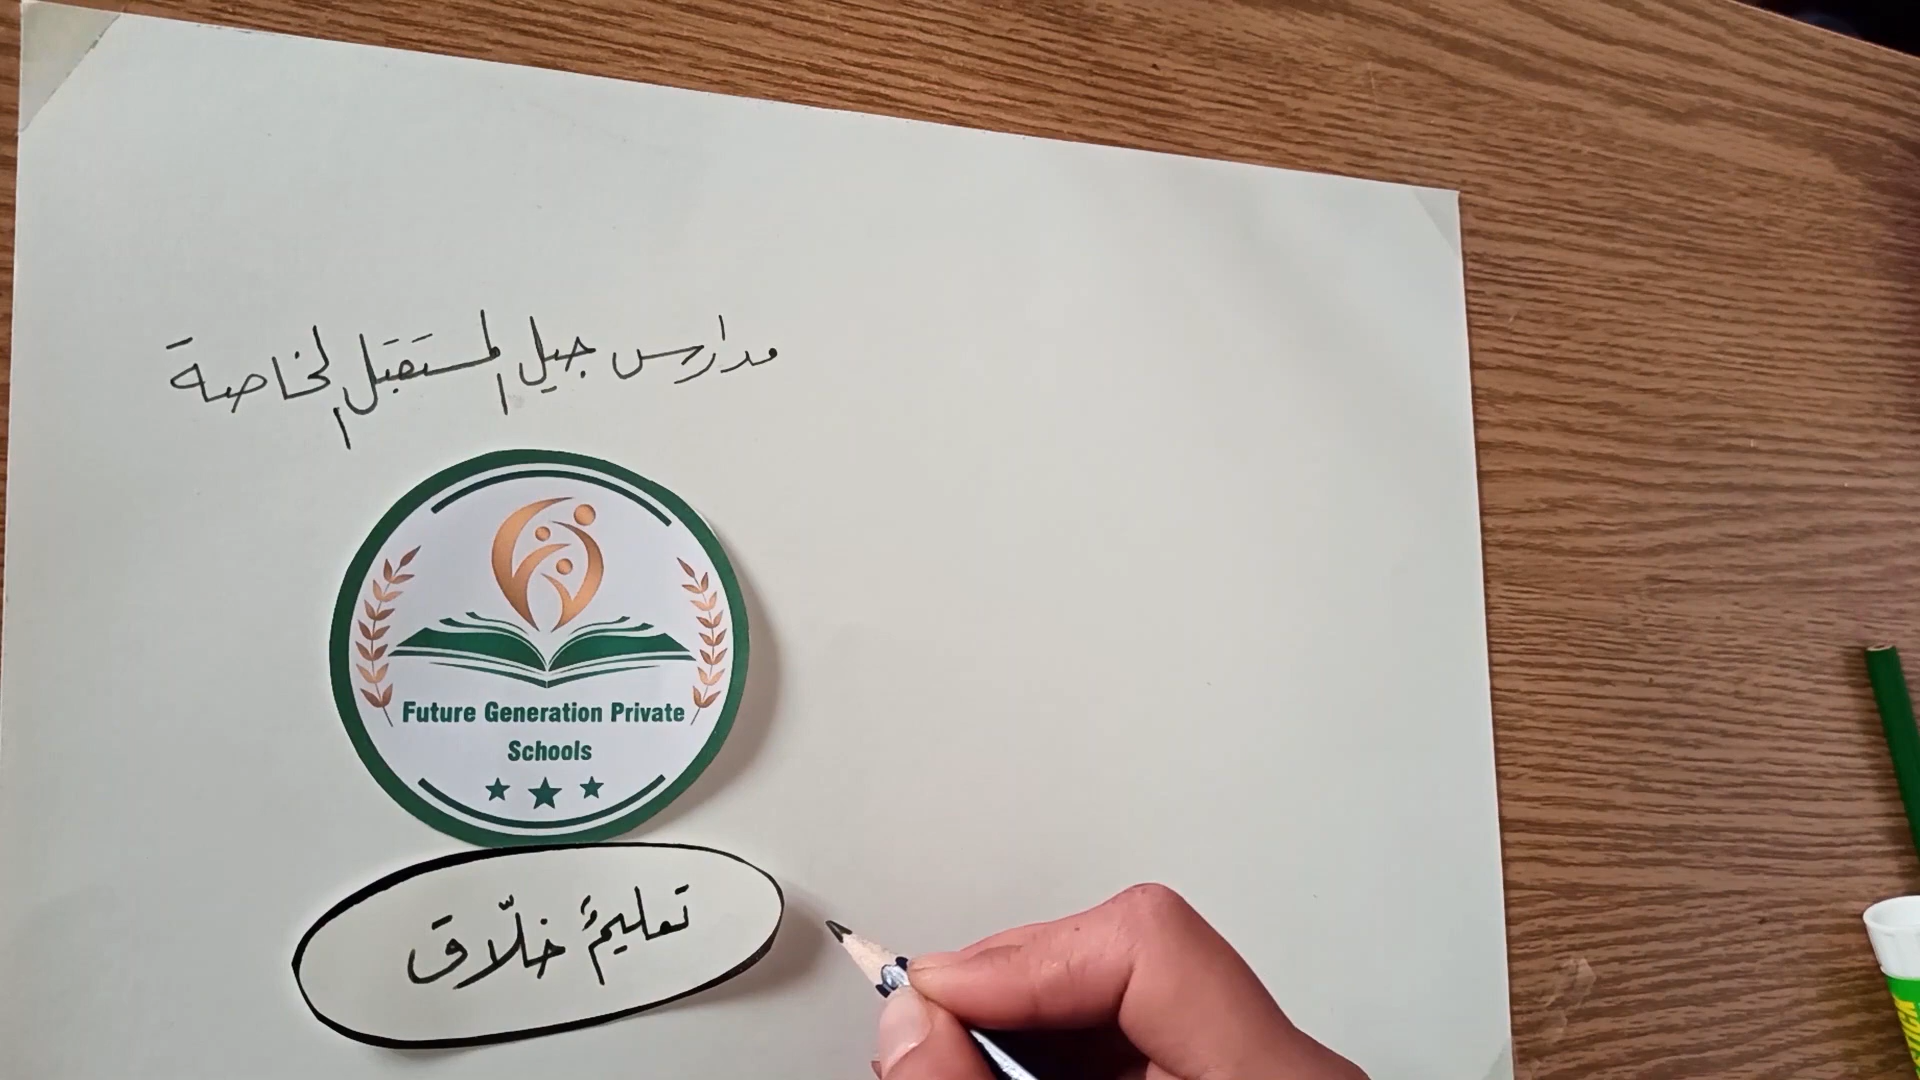 مدارس جيل المستقبل الخاصة
Future Generation Private
Schools
تعليمٌ خلّاق